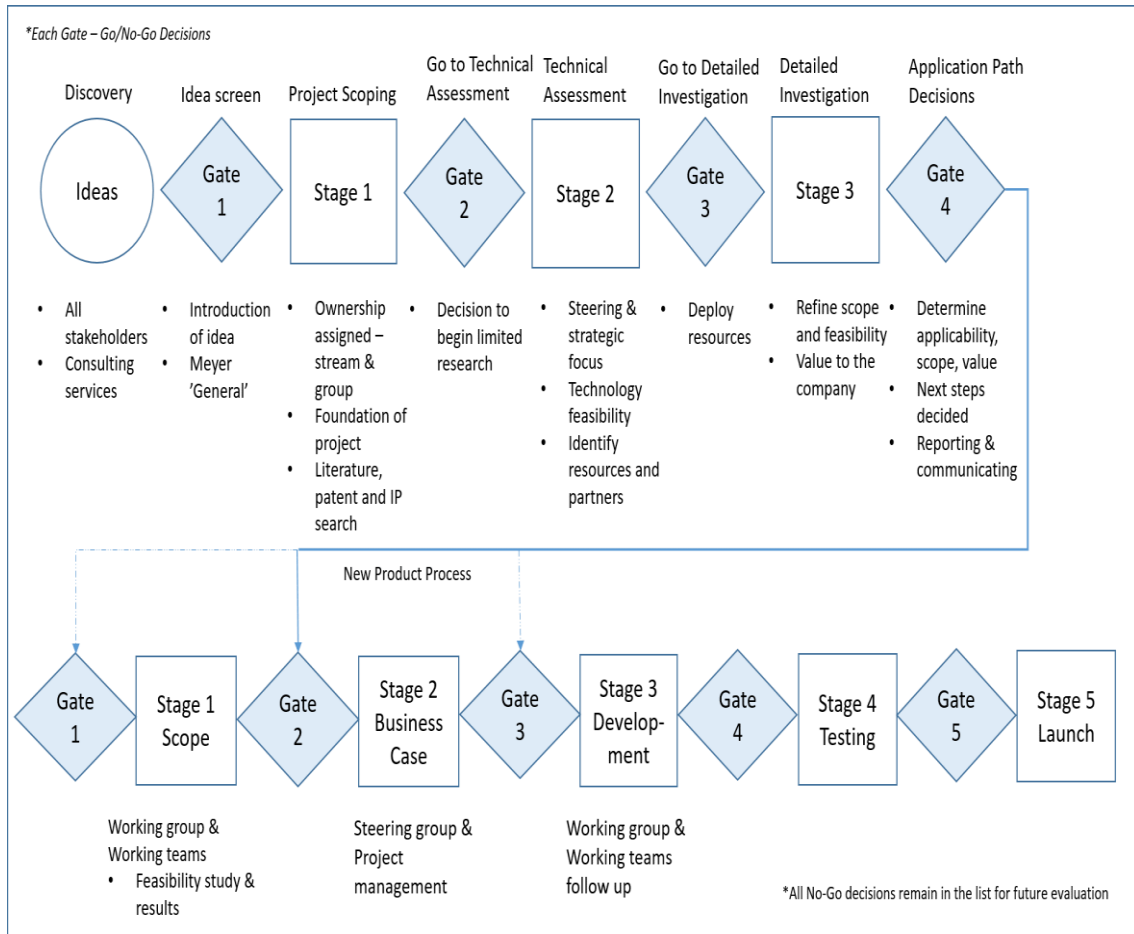 *Each Gate – Go/No-Go Decisions
Discovery
Idea screen
Project Scoping
Go to Technical
Assessment
Technical
Assessment
Go to Detailed
Investigation
Detailed
Investigation
Application Path
Decisions
Ideas
Gate
1
Stage 1
Gate
2
Stage 2
Gate
3
Stage 3
Gate
4
• All
stakeholders
• Consulting
services
• Introduction
of idea
• Meyer
'General'
• Ownership
assigned –
stream &
group
• Foundation of
project
• Literature,
patent and IP
search
• Decision to
begin limited
research
• Steering &
strategic
focus
• Technology
feasibility
• Identify
resources and
partners
• Deploy
resources
• Refine scope
and feasibility
• Value to the
company
• Determine
applicability,
scope, value
• Next steps
decided
• Reporting &
communicating
New Product Process
Gate
1
Stage 1
Scope
Gate
2
Stage 2
Business
Case
Gate
3
Stage 3
Develop-
ment
Gate
4
Stage 4
Testing
Gate
5
Stage 5
Launch
Working group &
Working teams
• Feasibility study &
results
Steering group &
Project
management
Working group &
Working teams
follow up
*All No-Go decisions remain in the list for future evaluation